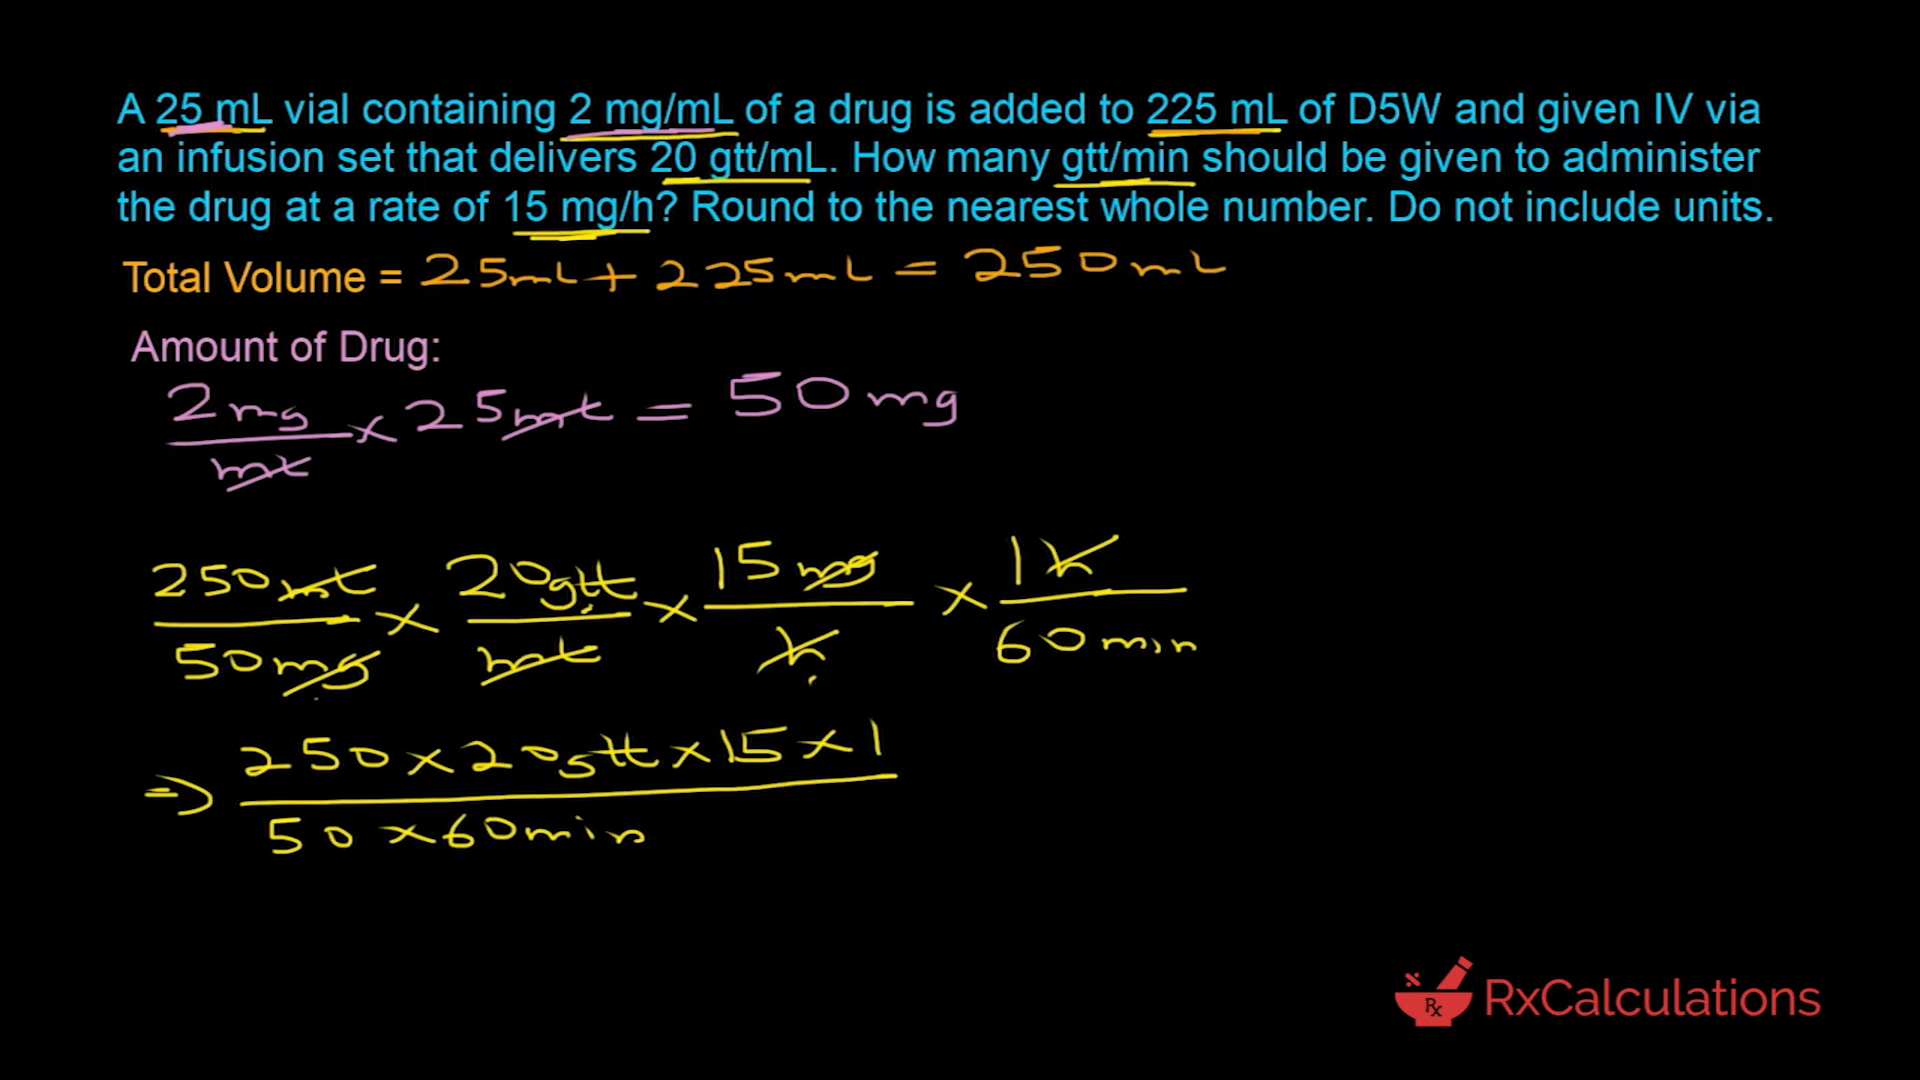 A 25 mL vial containing 2 mg/mL of a drug is added to 225 mL of D5W and given IV via
an infusion set that delivers 20 gtt/mL. How many gtt/min should be given to administer
the drug at a rate of 15 mg/h? Round to the nearest whole number. Do not include units.
Total Volume = 25mL + 225mL = 250mL
Amount of Drug:
2mg/mL × 25mL = 50mg
250mL/50mg × 20gtt/mL × 15mg/h × 1h/60min
⇒ 250 × 20gtt × 15 × 1
50 × 60min
Rx RxCalculations